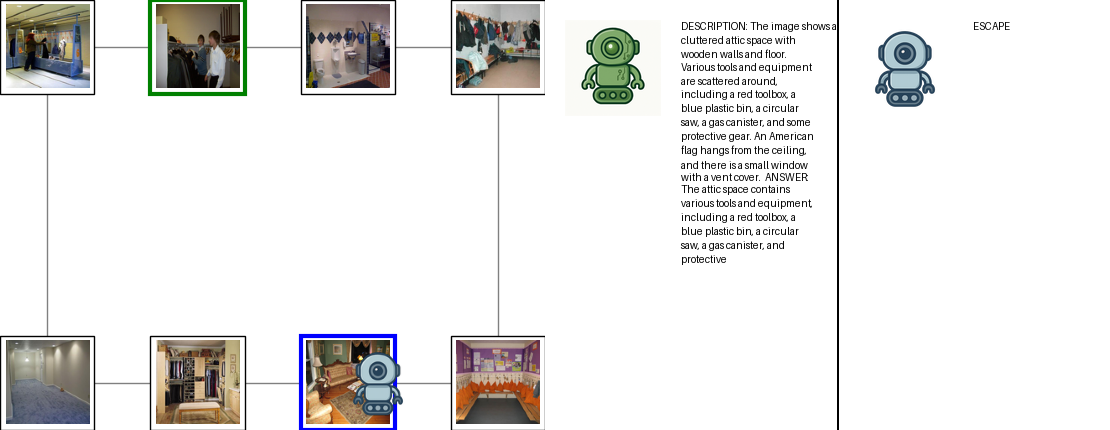 DESCRIPTION: The image shows a
cluttered attic space with
wooden walls and floor.
Various tools and equipment
are scattered around,
including a red toolbox, a
blue plastic bin, a circular
saw, a gas canister, and some
protective gear. An American
flag hangs from the ceiling,
and there is a small window
with a vent cover.  ANSWER:
The attic space contains
various tools and equipment,
including a red toolbox, a
blue plastic bin, a circular
saw, a gas canister, and
protective
ESCAPE